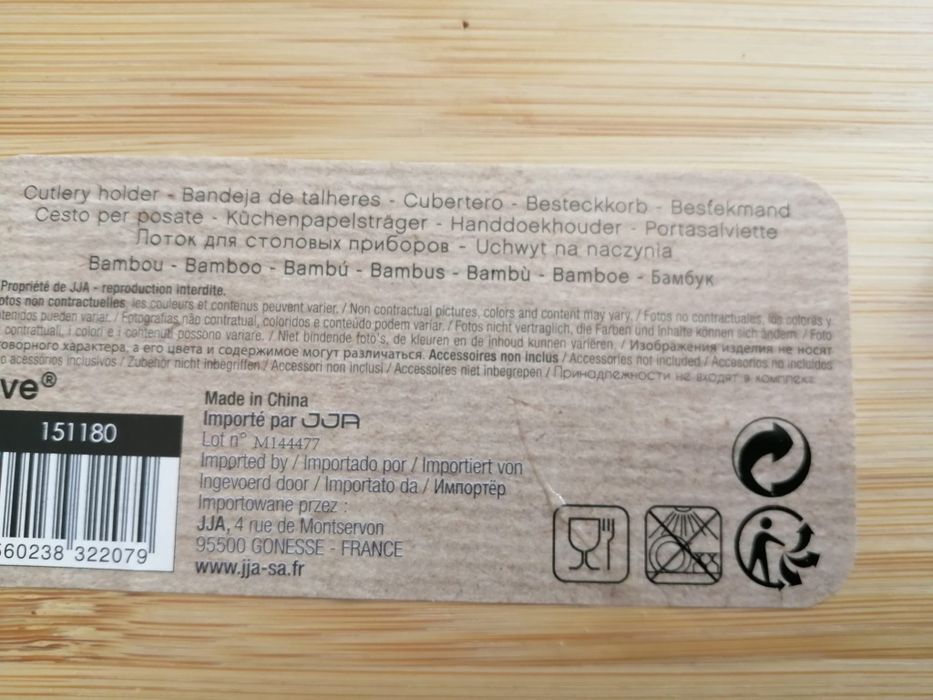 Cutlery holder - Bandeja de talheres - Cubertero - Besteckkorb - Besfekmand
Cesto per posate - Küchenpapelsträger - Handdoekhouder - Portasalviette
Лоток для столовых приборов - Uchwyt na naczynia
Bambou - Bamboo - Bambú - Bambus - Bambù - Bamboe - Бамбук
Propriété de JJA - reproduction interdite.
otos non contractuelles, les couleurs et contenus peuvent varier. / Non contractual pictures, colors and content may vary. / Fotos no contractuales, los colores y
tenidos pueden variar. / Fotografias não contratual, coloridos e conteúdo podem variar. / Fotos nicht vertraglich, die Farben und Inhalte können sich ändern. / Foto
contrattuali, i colori e i contenuti possono variare. / Niet bindende foto's, de kleuren en de inhoud kunnen variëren. / Изображения изделия не носят
оворного характера, а его цвета и содержимое могут различаться. Accessoires non inclus / Accessories not included / Accesorios no incluidos
o acessórios inclusivos / Zubehör nicht inbegriffen / Accessori non inclusi / Accessoires niet inbegrepen / Принадлежности не входят в комплект
ve®
151180
560238 322079
Made in China
Importé par JJA
Lot n° M144477
Imported by / Importado por / Importiert von
Ingevoerd door / Importato da / Импортёр
Importowane przez :
JJA, 4 rue de Montservon
95500 GONESSE - FRANCE
www.jja-sa.fr